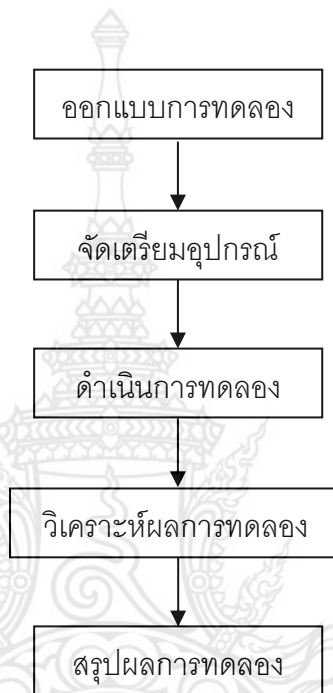 ออกแบบการทดลอง
จัดเตรียมอุปกรณ์
ดำเนินการทดลอง
วิเคราะห์ผลการทดลอง
สรุปผลการทดลอง